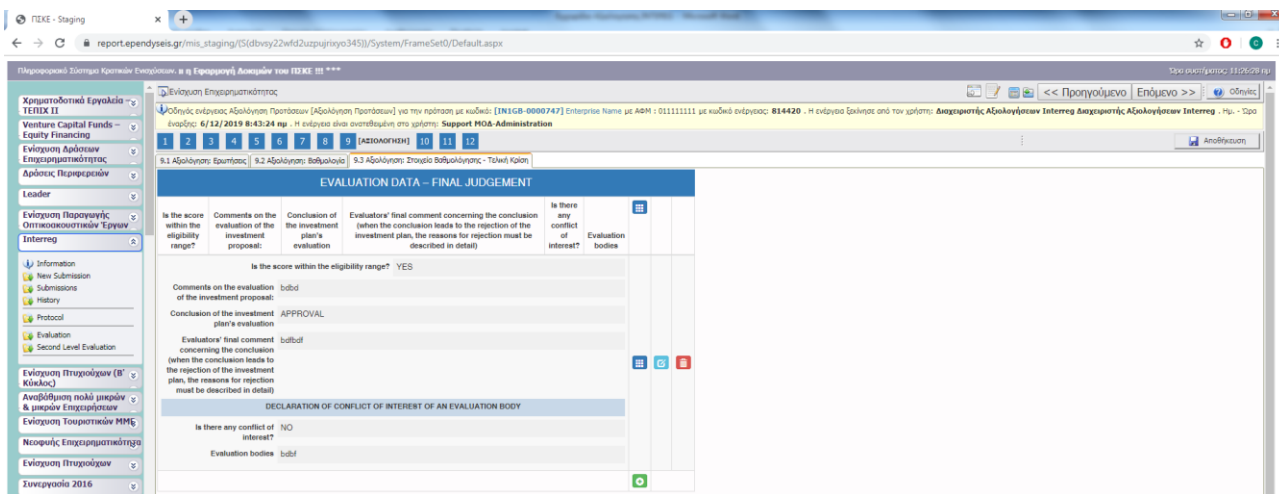 ΠΣΚΕ - Staging
report.ependyseis.gr/mis_staging/(S(dbvsy22wfd2uzpujrixyo345))/System/FrameSet0/Default.aspx
Πληροφοριακό Σύστημα Κρατικών Ενισχύσεων. η η Εφαρμογή Δοκιμών του ΠΣΚΕ !!! ***
Ώρα συστήματος: 11:26:28 πμ
Χρηματοδοτικά Εργαλεία – ΤΕΠΙΧ ΙΙ
Venture Capital Funds – Equity Financing
Ενίσχυση Δράσεων Επιχειρηματικότητας
Δράσεις Περιφερειών
Leader
Ενίσχυση Παραγωγής Οπτικοακουστικών Έργων
Interreg
Information
New Submission
Submissions
History
Protocol
Evaluation
Second Level Evaluation
Ενίσχυση Πτυχιούχων (Β' Κύκλος)
Αναβάθμιση πολύ μικρών & μικρών Επιχειρήσεων
Ενίσχυση Τουριστικών ΜΜΕ
Νεοφυής Επιχειρηματικότητα
Ενίσχυση Πτυχιούχων
Συνεργασία 2016
Ενίσχυση Επιχειρηματικότητας
<< Προηγούμενο
Επόμενο >>
Οδηγίες
Οδηγός ενέργειας Αξιολόγηση Προτάσεων [Αξιολόγηση Προτάσεων] για την πρόταση με κωδικό: [IN1GB-0000747] Enterprise Name με ΑΦΜ : 011111111 με κωδικό ενέργειας: 814420 . Η ενέργεια ξεκίνησε από τον χρήστη: Διαχειριστής Αξιολογήσεων Interreg Διαχειριστής Αξιολογήσεων Interreg . Ημ. - Ώρα
έναρξης: 6/12/2019 8:43:24 πμ . Η ενέργεια είναι ανατεθειμένη στο χρήστη: Support ΜΟΔ-Administration
1 2 3 4 5 6 7 8 9 [ΑΞΙΟΛΟΓΗΣΗ] 10 11 12
Αποθήκευση
9.1 Αξιολόγηση: Ερωτήσεις
9.2 Αξιολόγηση: Βαθμολογία
9.3 Αξιολόγηση: Στοιχεία Βαθμολόγησης - Τελική Κρίση
EVALUATION DATA – FINAL JUDGEMENT
Is the score within the eligibility range?
Comments on the evaluation of the investment proposal:
Conclusion of the investment plan's evaluation
Evaluators' final comment concerning the conclusion (when the conclusion leads to the rejection of the investment plan, the reasons for rejection must be described in detail)
Is there any conflict of interest?
Evaluation bodies
Is the score within the eligibility range? YES
Comments on the evaluation of the investment proposal: bdbd
Conclusion of the investment plan's evaluation APPROVAL
Evaluators' final comment concerning the conclusion (when the conclusion leads to the rejection of the investment plan, the reasons for rejection must be described in detail) bdfbdf
DECLARATION OF CONFLICT OF INTEREST OF AN EVALUATION BODY
Is there any conflict of interest? NO
Evaluation bodies bdbf